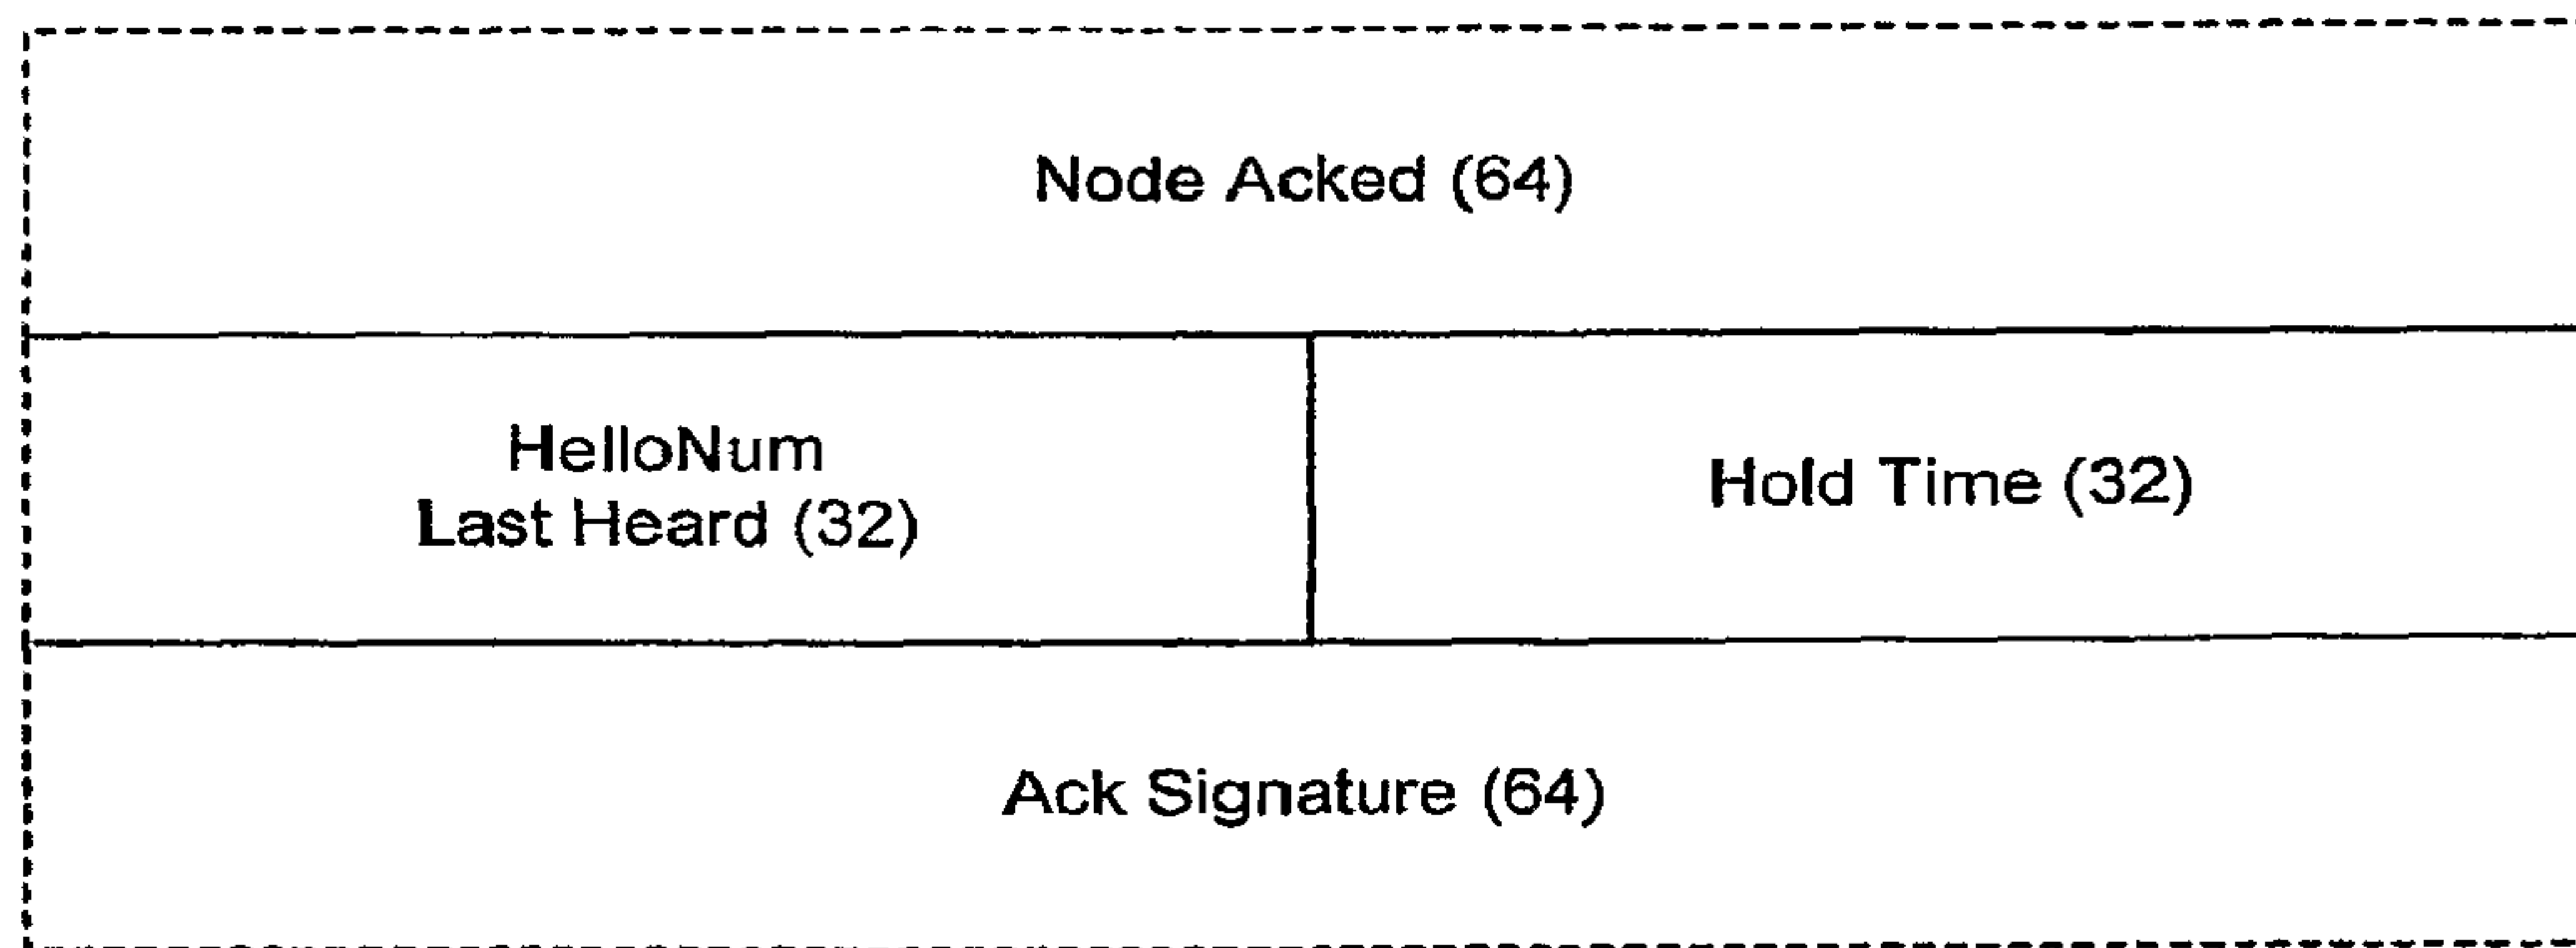 Node Acked (64)
HelloNum
Last Heard (32)
Hold Time (32)
Ack Signature (64)